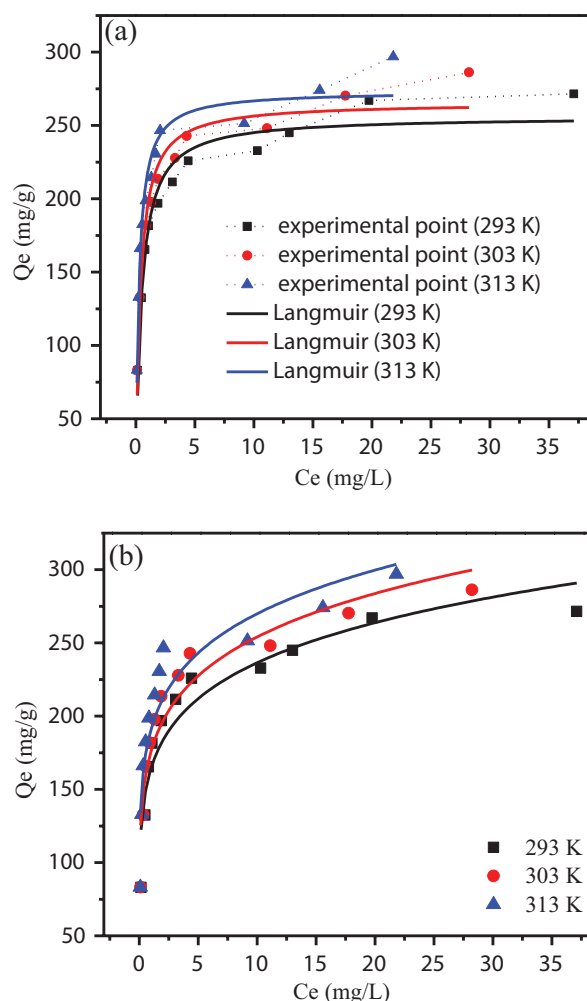 (a)
300
250
200
150
100
50
Qe (mg/g)
experimental point (293 K)
experimental point (303 K)
experimental point (313 K)
Langmuir (293 K)
Langmuir (303 K)
Langmuir (313 K)
0 5 10 15 20 25 30 35
Ce (mg/L)
(b)
300
250
200
150
100
50
Qe (mg/g)
293 K
303 K
313 K
0 5 10 15 20 25 30 35
Ce (mg/L)